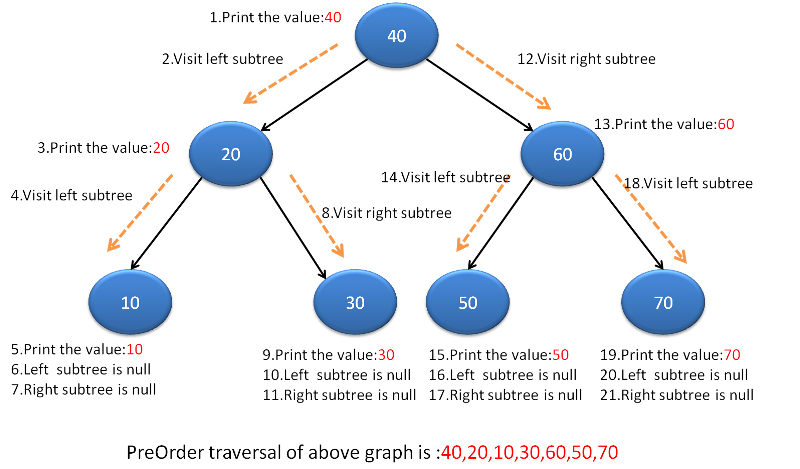 1.Print the value:40
40
2.Visit left subtree
12.Visit right subtree
13.Print the value:60
3.Print the value:20
20
60
14.Visit left subtree
18.Visit left subtree
4.Visit left subtree
8.Visit right subtree
10
30
50
70
5.Print the value:10
6.Left subtree is null
7.Right subtree is null
9.Print the value:30
10.Left subtree is null
11.Right subtree is null
15.Print the value:50
16.Left subtree is null
17.Right subtree is null
19.Print the value:70
20.Left subtree is null
21.Right subtree is null
PreOrder traversal of above graph is :40,20,10,30,60,50,70